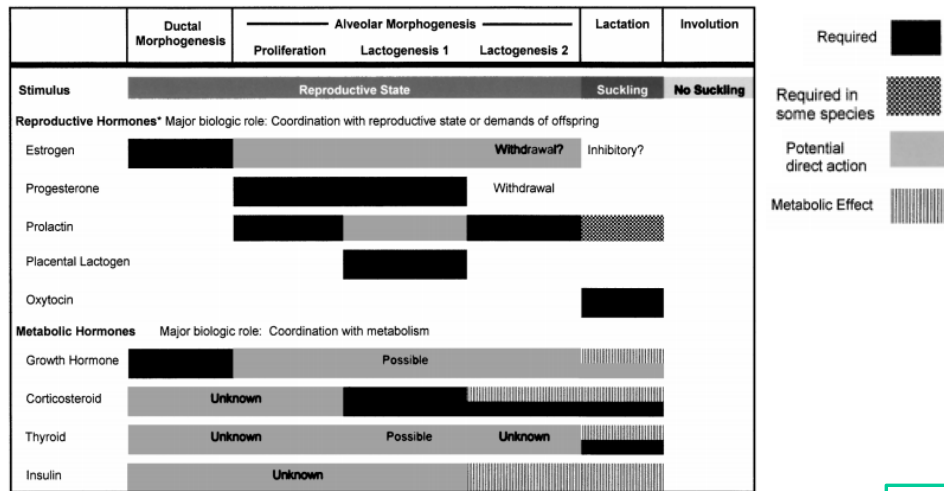 Ductal Morphogenesis
Alveolar Morphogenesis
Proliferation Lactogenesis 1 Lactogenesis 2
Lactation
Involution
Stimulus Reproductive State Suckling No Suckling
Reproductive Hormones* Major biologic role: Coordination with reproductive state or demands of offspring
Estrogen Withdrawal? Inhibitory?
Progesterone Withdrawal
Prolactin
Placental Lactogen
Oxytocin
Metabolic Hormones Major biologic role: Coordination with metabolism
Growth Hormone Possible
Corticosteroid Unknown
Thyroid Unknown Possible Unknown
Insulin Unknown
Required
Required in
some species
Potential
direct action
Metabolic Effect